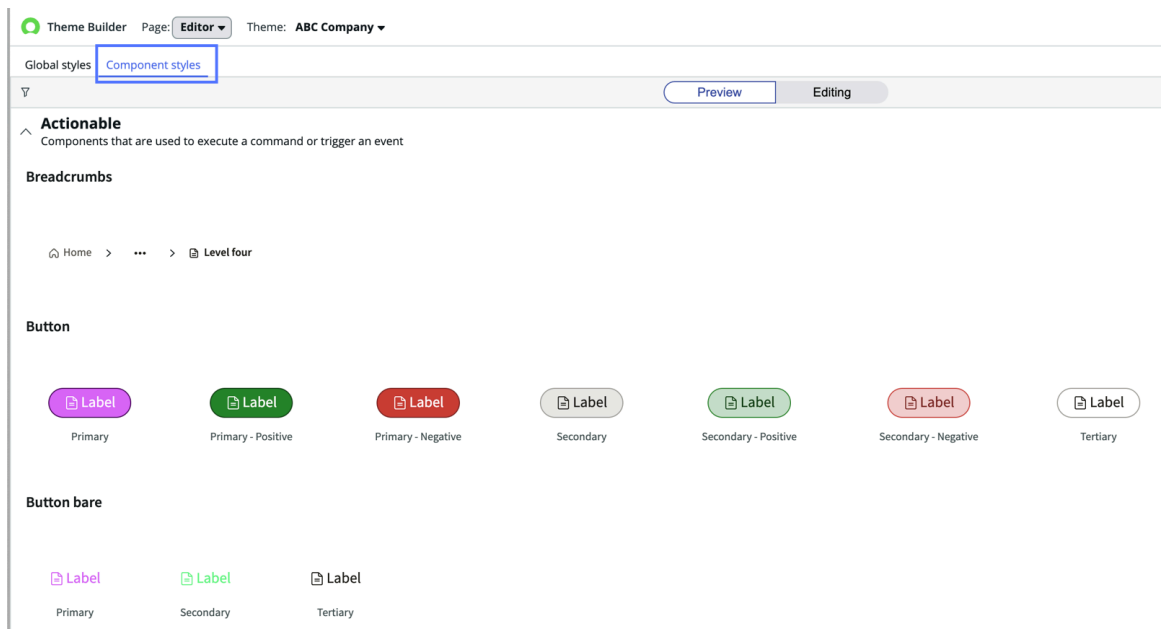 Theme Builder Page: Editor Theme: ABC Company
Global styles Component styles
Preview Editing
Actionable
Components that are used to execute a command or trigger an event
Breadcrumbs
Home ••• Level four
Button
Label Label Label Label Label Label Label
Primary Primary - Positive Primary - Negative Secondary Secondary - Positive Secondary - Negative Tertiary
Button bare
Label Label Label
Primary Secondary Tertiary